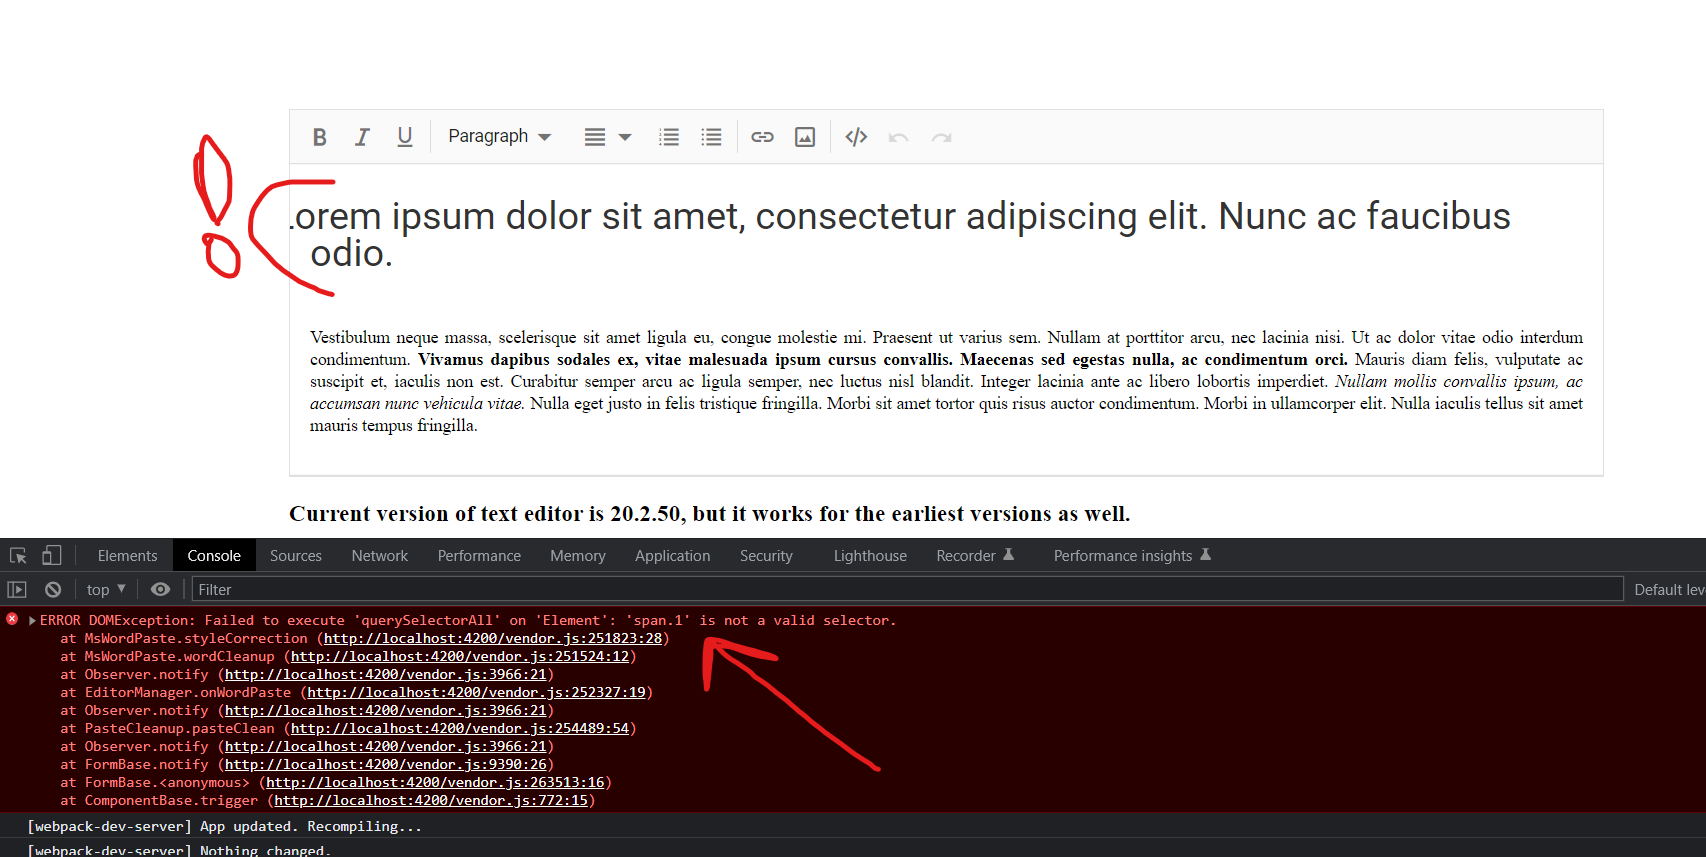 B I U Paragraph
.orem ipsum dolor sit amet, consectetur adipiscing elit. Nunc ac faucibus
odio.
Vestibulum neque massa, scelerisque sit amet ligula eu, congue molestie mi. Praesent ut varius sem. Nullam at porttitor arcu, nec lacinia nisi. Ut ac dolor vitae odio interdum
condimentum. Vivamus dapibus sodales ex, vitae malesuada ipsum cursus convallis. Maecenas sed egestas nulla, ac condimentum orci. Mauris diam felis, vulputate ac
suscipit et, iaculis non est. Curabitur semper arcu ac ligula semper, nec luctus nisl blandit. Integer lacinia ante ac libero lobortis imperdiet. Nullam mollis convallis ipsum, ac
accumsan nunc vehicula vitae. Nulla eget justo in felis tristique fringilla. Morbi sit amet tortor quis risus auctor condimentum. Morbi in ullamcorper elit. Nulla iaculis tellus sit amet
mauris tempus fringilla.
Current version of text editor is 20.2.50, but it works for the earliest versions as well.
Elements Console Sources Network Performance Memory Application Security Lighthouse Recorder Performance insights
top Filter Default lev
ERROR DOMException: Failed to execute 'querySelectorAll' on 'Element': 'span.1' is not a valid selector.
at MsWordPaste.styleCorrection (http://localhost:4200/vendor.js:251823:28)
at MsWordPaste.wordCleanup (http://localhost:4200/vendor.js:251524:12)
at Observer.notify (http://localhost:4200/vendor.js:3966:21)
at EditorManager.onWordPaste (http://localhost:4200/vendor.js:252327:19)
at Observer.notify (http://localhost:4200/vendor.js:3966:21)
at PasteCleanup.pasteClean (http://localhost:4200/vendor.js:254489:54)
at Observer.notify (http://localhost:4200/vendor.js:3966:21)
at FormBase.notify (http://localhost:4200/vendor.js:9390:26)
at FormBase.<anonymous> (http://localhost:4200/vendor.js:263513:16)
at ComponentBase.trigger (http://localhost:4200/vendor.js:772:15)
[webpack-dev-server] App updated. Recompiling...
[webpack-dev-server] Nothing changed.